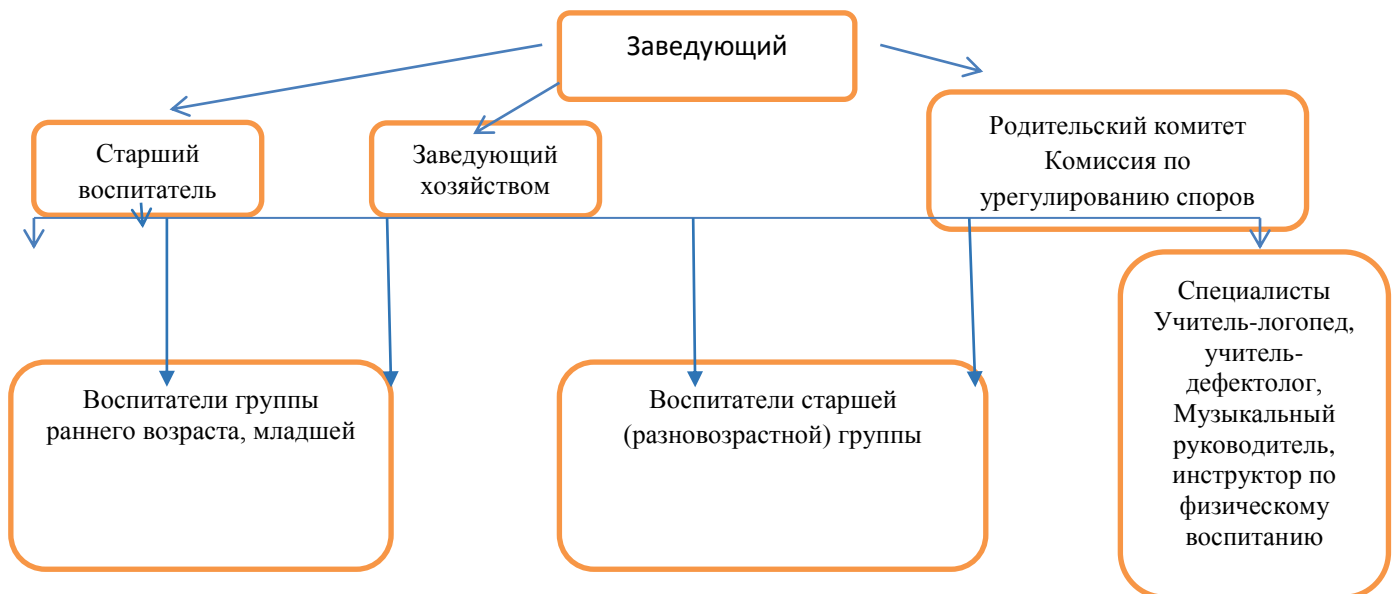 Заведующий
Старший
воспитатель
Заведующий
хозяйством
Родительский комитет
Комиссия по
урегулированию споров
Воспитатели группы
раннего возраста, младшей
Воспитатели старшей
(разновозрастной) группы
Специалисты
Учитель-логопед,
учитель-
дефектолог,
Музыкальный
руководитель,
инструктор по
физическому
воспитанию